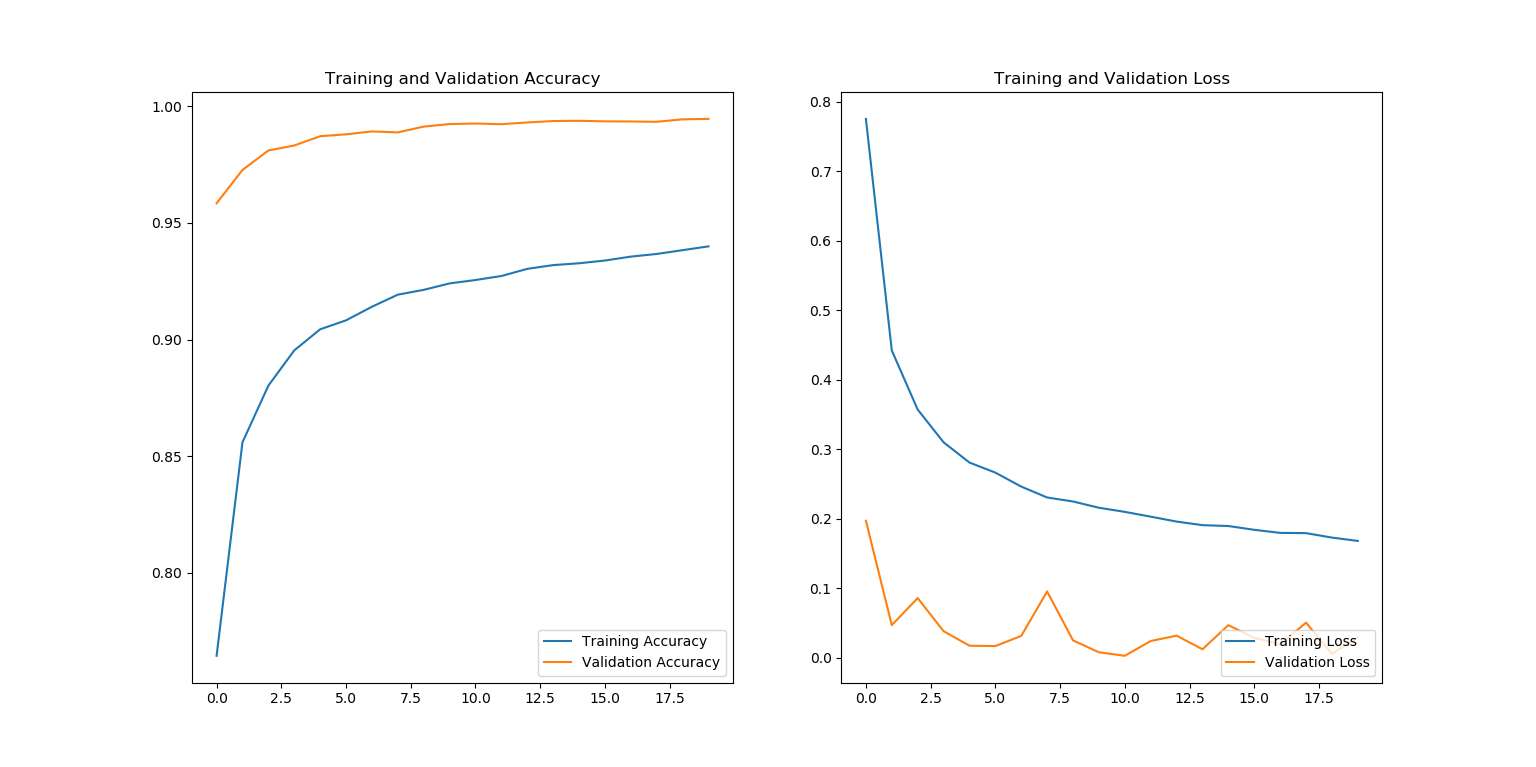 Training and Validation Accuracy
1.00
0.95
0.90
0.85
0.80
0.0 2.5 5.0 7.5 10.0 12.5 15.0 17.5
Training Accuracy
Validation Accuracy
Training and Validation Loss
0.8
0.7
0.6
0.5
0.4
0.3
0.2
0.1
0.0
0.0 2.5 5.0 7.5 10.0 12.5 15.0 17.5
Training Loss
Validation Loss